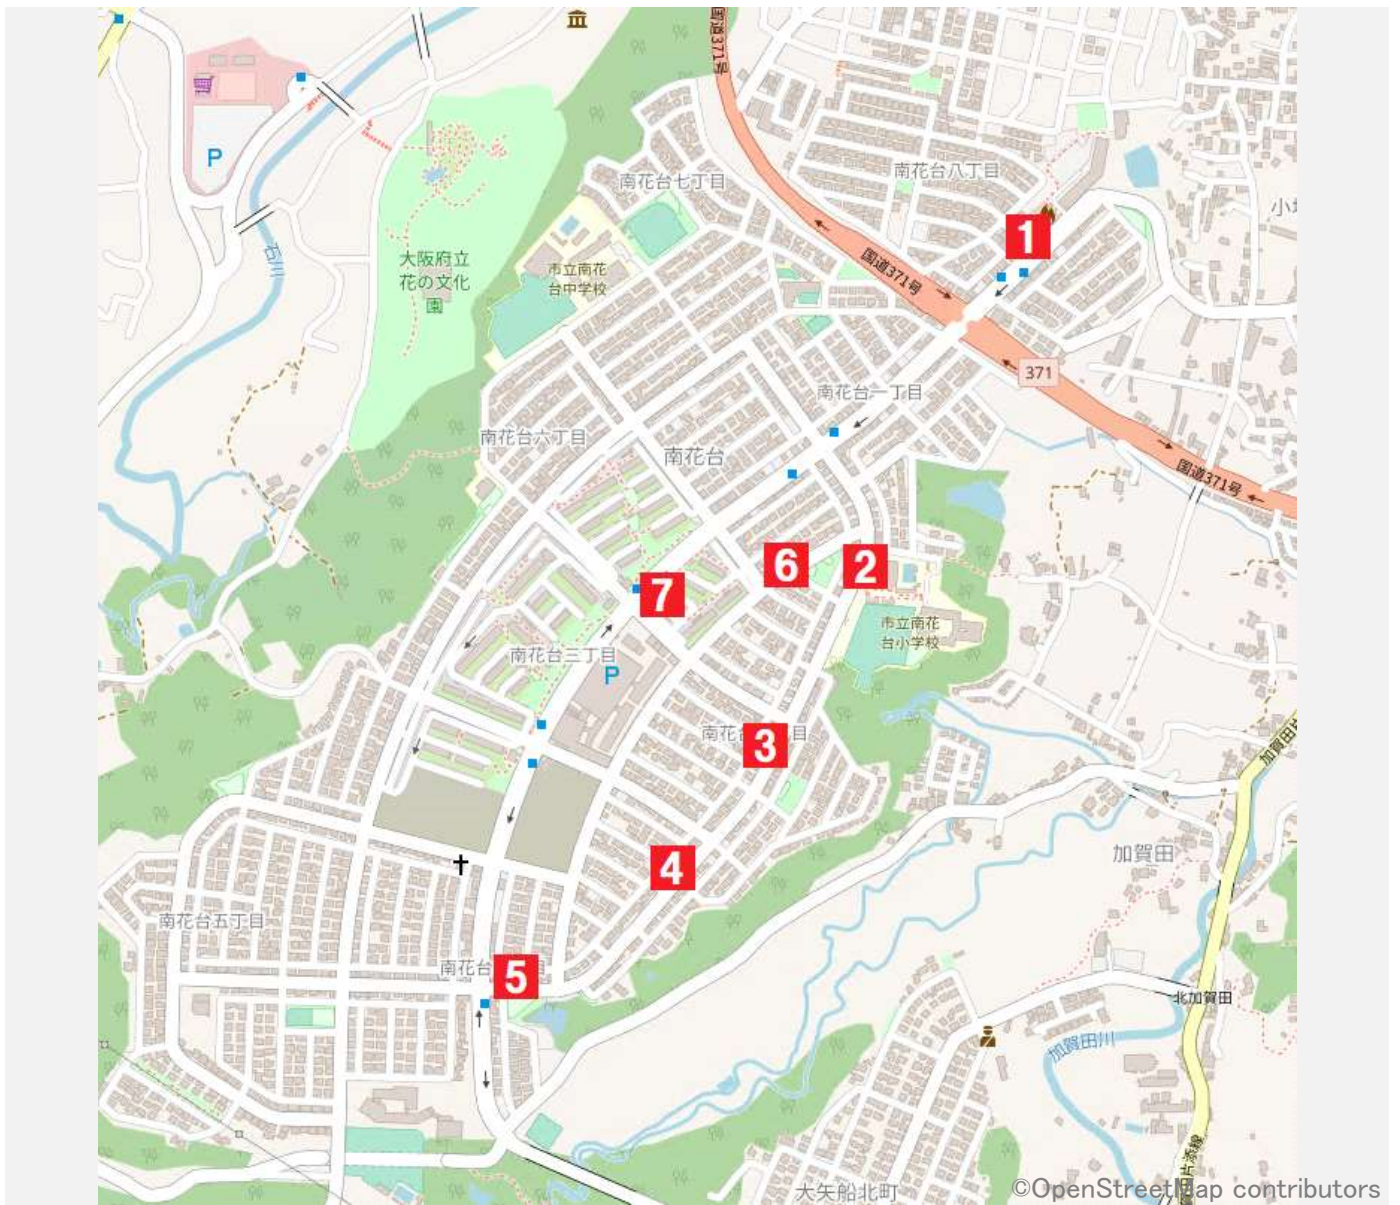 国道371号
P
南花台七丁目
南花台八丁目
1
市立南花
台中学校
大阪府立
花の文化
園
石川
国道371号
371
南花台一丁目
南花台六丁目
南花台
国道371号
6
2
7
市立南花
台小学校
南花台三丁目
P
3
加賀田
4
南花台五丁目
5
北加賀田
加賀田川
大矢船北町
©OpenStreetMap contributors